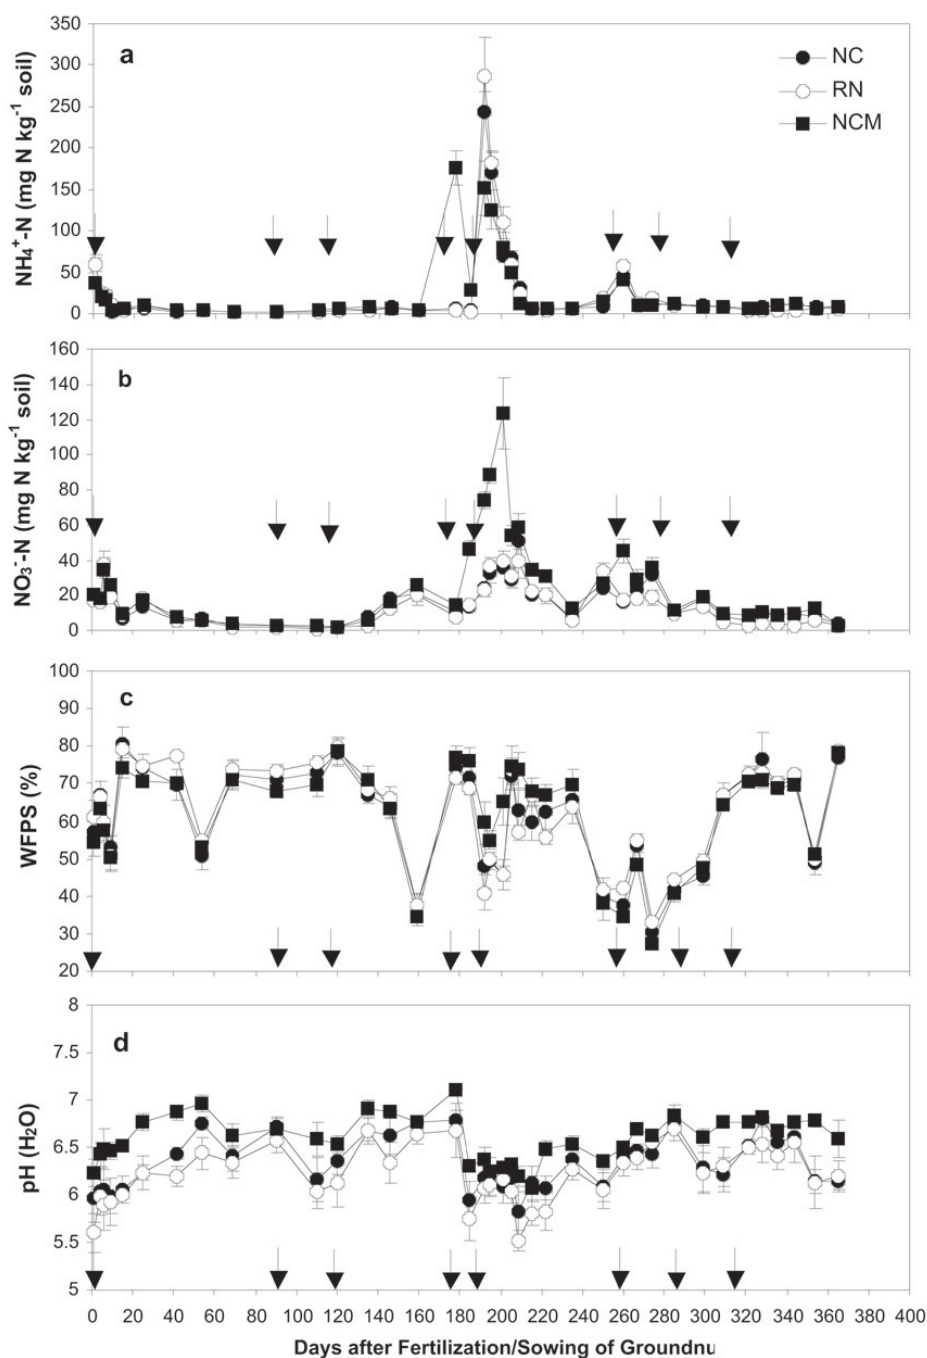 350
300
250
200
150
100
50
0
NH₄⁺-N (mg N kg⁻¹ soil)
a
NC
RN
NCM
160
140
120
100
80
60
40
20
0
NO₃⁻-N (mg N kg⁻¹ soil)
b
100
90
80
70
60
50
40
30
20
WFPS (%)
c
8
7.5
7
6.5
6
5.5
5
pH (H₂O)
d
0 20 40 60 80 100 120 140 160 180 200 220 240 260 280 300 320 340 360 380 400
Days after Fertilization/Sowing of Groundnu